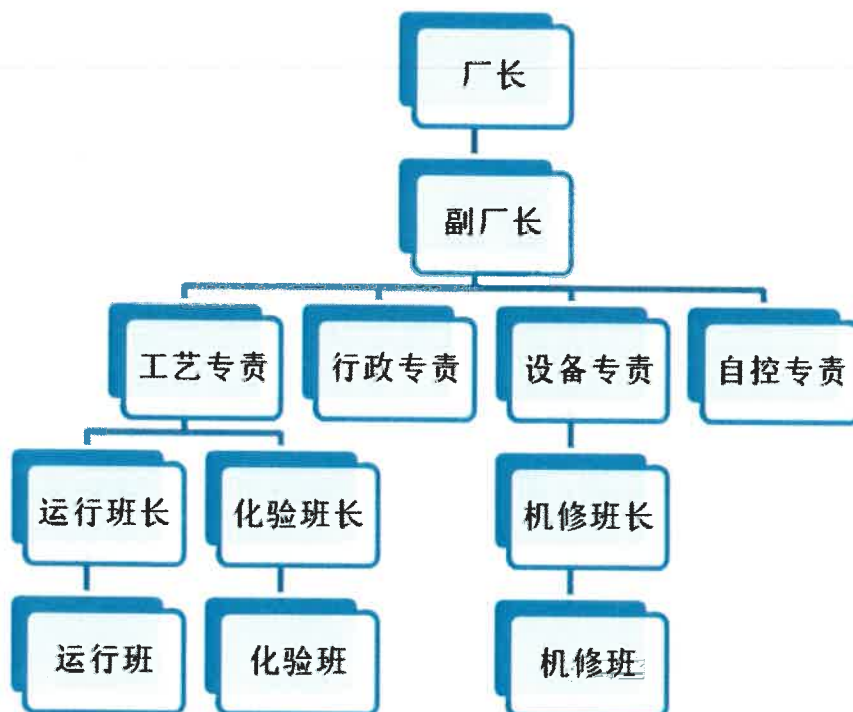 厂长
副厂长
工艺专责
行政专责
设备专责
自控专责
运行班长
化验班长
机修班长
运行班
化验班
机修班